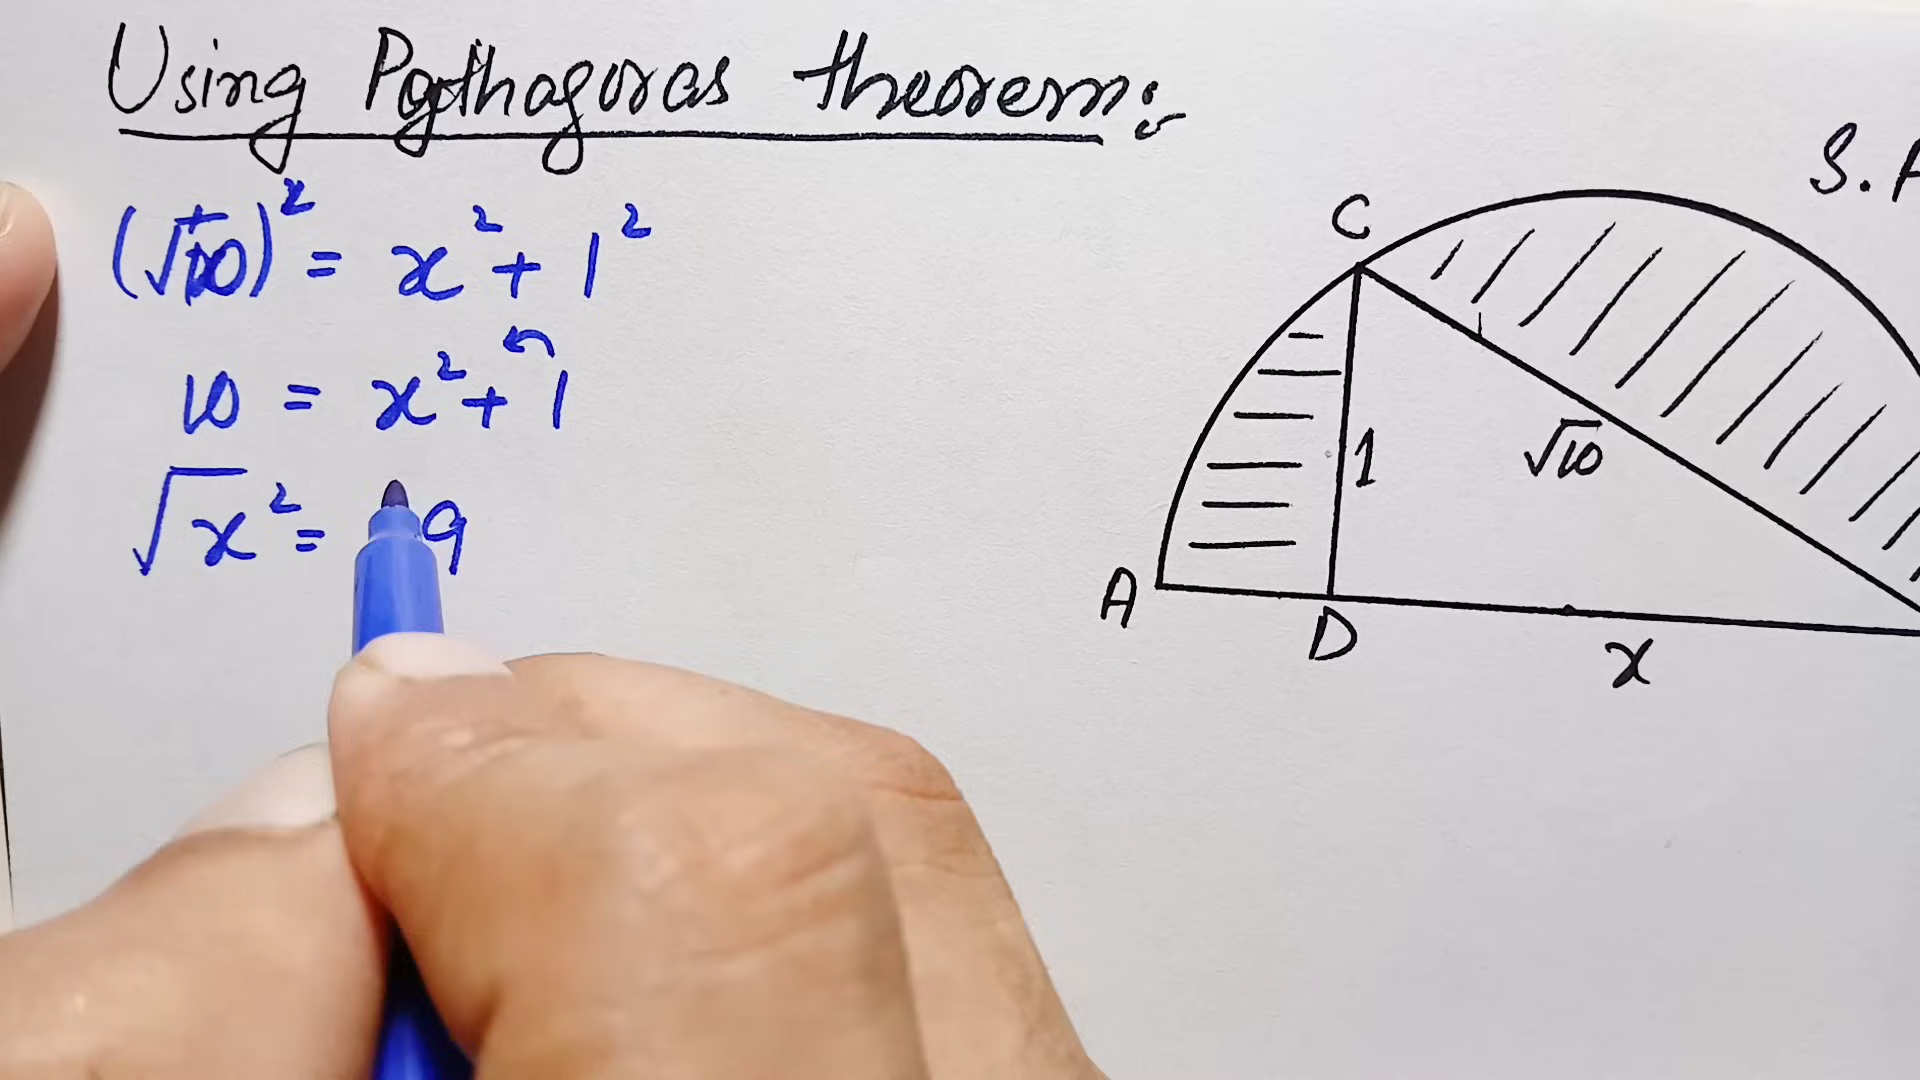 Using Pythagoras theorem:-
(√10)² = x² + 1²
10 = x² + 1
√x² = 9
S.
C
1
√10
A
D
x